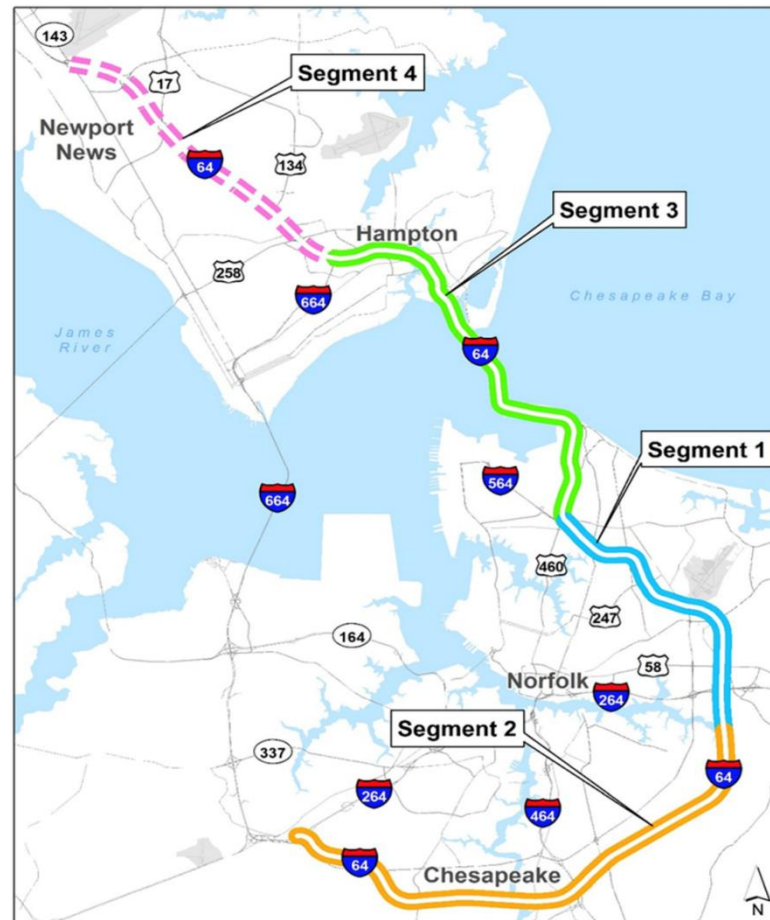 143
17
Segment 4
Newport
News
64
134
Segment 3
Hampton
258
664
Chesapeake Bay
James
River
64
Segment 1
564
664
460
247
164
58
Norfolk
264
Segment 2
337
64
264
464
64
Chesapeake
N